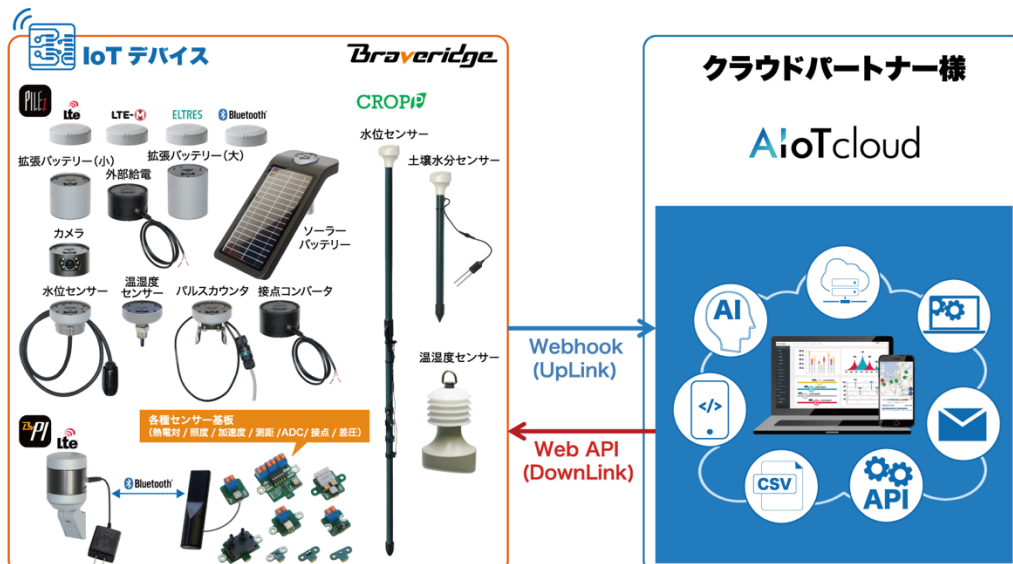 IoT デバイス
Braveridge
PILEz
Lte
LTE-M
ELTRES
Bluetooth
拡張バッテリー(小)
外部給電
拡張バッテリー(大)
カメラ
ソーラー
バッテリー
水位センサー
温湿度
センサー
パルスカウンタ
接点コンバータ
CROPP
水位センサー
土壌水分センサー
温湿度センサー
各種センサー基板
(熱電対 / 照度 / 加速度 / 測距 /ADC/ 接点 / 差圧)
Lte
Bluetooth
Webhook
(UpLink)
Web API
(DownLink)
クラウドパートナー様
AIoTcloud
AI
</>
CSV
API